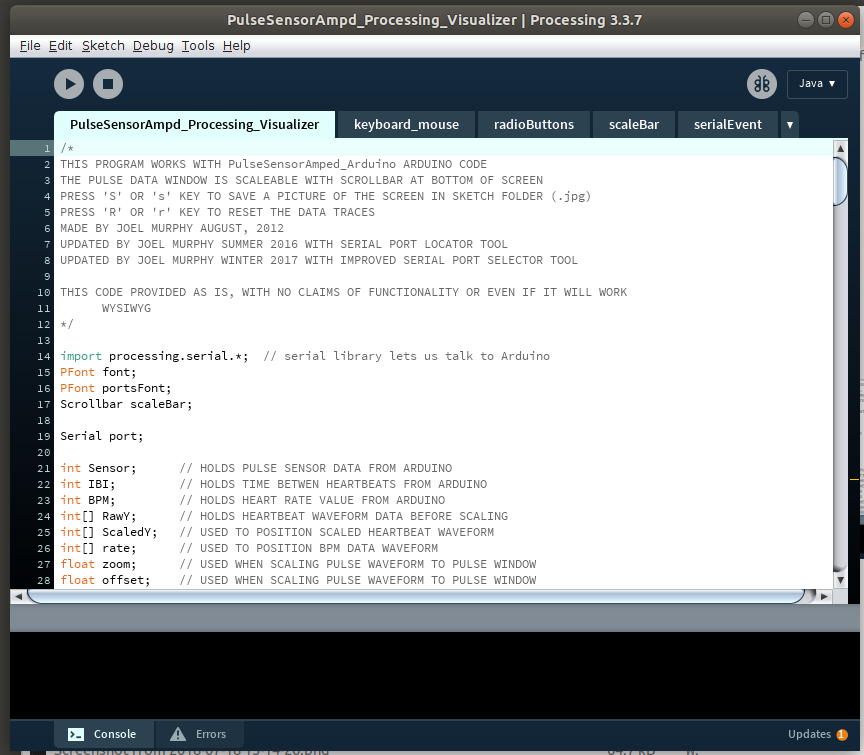 PulseSensorAmpd_Processing_Visualizer | Processing 3.3.7
File Edit Sketch Debug Tools Help
Java ▼
PulseSensorAmpd_Processing_Visualizer keyboard_mouse radioButtons scaleBar serialEvent ▼
1 /*
2 THIS PROGRAM WORKS WITH PulseSensorAmped_Arduino ARDUINO CODE
3 THE PULSE DATA WINDOW IS SCALEABLE WITH SCROLLBAR AT BOTTOM OF SCREEN
4 PRESS 'S' OR 's' KEY TO SAVE A PICTURE OF THE SCREEN IN SKETCH FOLDER (.jpg)
5 PRESS 'R' OR 'r' KEY TO RESET THE DATA TRACES
6 MADE BY JOEL MURPHY AUGUST, 2012
7 UPDATED BY JOEL MURPHY SUMMER 2016 WITH SERIAL PORT LOCATOR TOOL
8 UPDATED BY JOEL MURPHY WINTER 2017 WITH IMPROVED SERIAL PORT SELECTOR TOOL
9
10 THIS CODE PROVIDED AS IS, WITH NO CLAIMS OF FUNCTIONALITY OR EVEN IF IT WILL WORK
11 WYSIWYG
12 */
13
14 import processing.serial.*; // serial library lets us talk to Arduino
15 PFont font;
16 PFont portsFont;
17 Scrollbar scaleBar;
18
19 Serial port;
20
21 int Sensor; // HOLDS PULSE SENSOR DATA FROM ARDUINO
22 int IBI; // HOLDS TIME BETWEN HEARTBEATS FROM ARDUINO
23 int BPM; // HOLDS HEART RATE VALUE FROM ARDUINO
24 int[] RawY; // HOLDS HEARTBEAT WAVEFORM DATA BEFORE SCALING
25 int[] ScaledY; // USED TO POSITION SCALED HEARTBEAT WAVEFORM
26 int[] rate; // USED TO POSITION BPM DATA WAVEFORM
27 float zoom; // USED WHEN SCALING PULSE WAVEFORM TO PULSE WINDOW
28 float offset; // USED WHEN SCALING PULSE WAVEFORM TO PULSE WINDOW
Console Errors Updates 1